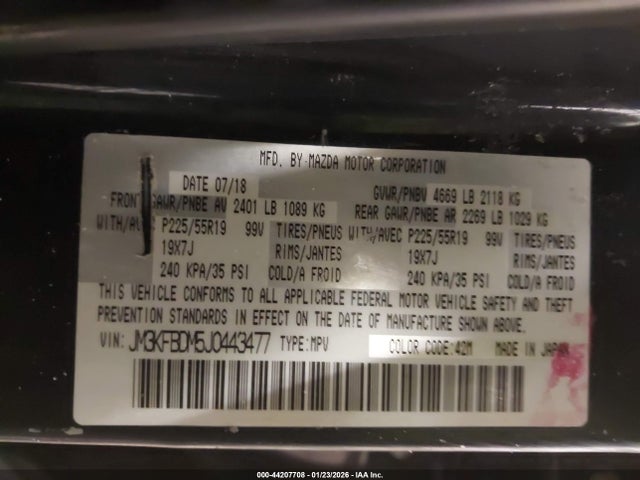 MFD. BY MAZDA MOTOR CORPORATION
DATE 07/18 GVWR/PNBV 4669 LB 2118 KG
FRONT GAWR/PNBE AV 2401 LB 1089 KG REAR GAWR/PNBE AR 2269 LB 1029 KG
WITH/AVEC P225/55R19 99V TIRES/PNEUS WITH/AVEC P225/55R19 99V TIRES/PNEUS
19X7J RIMS/JANTES 19X7J RIMS/JANTES
240 KPA/35 PSI COLD/A FROID 240 KPA/35 PSI COLD/A FROID
THIS VEHICLE CONFORMS TO ALL APPLICABLE FEDERAL MOTOR VEHICLE SAFETY AND THEFT
PREVENTION STANDARDS IN EFFECT ON THE DATE OF MANUFACTURE SHOWN ABOVE.
VIN: JM3KFBDM5J0443477 TYPE:MPV COLOR CODE:42M MADE IN JAPAN
000-44207708 - 01/23/2026 - IAA Inc.